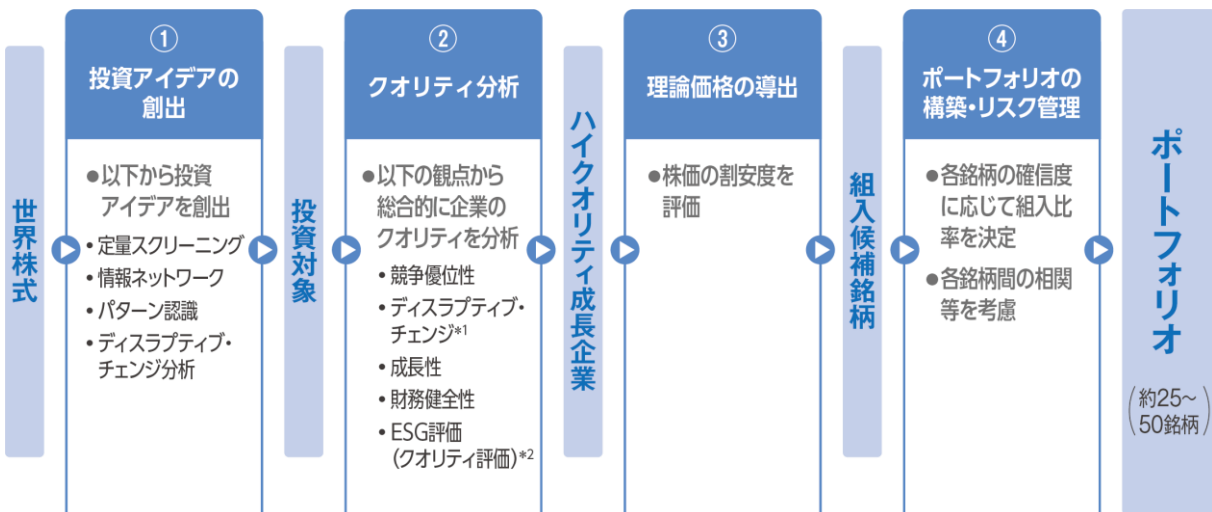 世界株式
①
投資アイデアの
創出
●以下から投資
アイデアを創出
• 定量スクリーニング
• 情報ネットワーク
• パターン認識
• ディスラプティブ・
チェンジ分析
投資対象
②
クオリティ分析
●以下の観点から
総合的に企業の
クオリティを分析
• 競争優位性
• ディスラプティブ・
チェンジ*1
• 成長性
• 財務健全性
• ESG評価
(クオリティ評価)*2
ハイクオリティ成長企業
③
理論価格の導出
●株価の割安度を
評価
組入候補銘柄
④
ポートフォリオの
構築・リスク管理
●各銘柄の確信度
に応じて組入比
率を決定
●各銘柄間の相関
等を考慮
ポートフォリオ
(約25～
50銘柄)